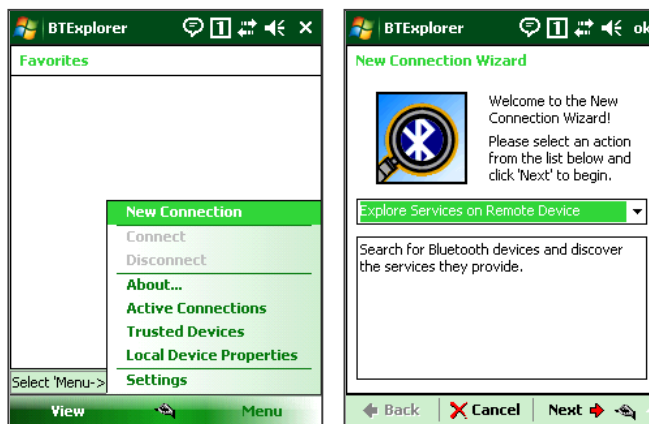 BTExplorer
Favorites
New Connection
Connect
Disconnect
About...
Active Connections
Trusted Devices
Local Device Properties
Settings
Select 'Menu->
View
Menu
BTExplorer
ok
New Connection Wizard
Welcome to the New
Connection Wizard!
Please select an action
from the list below and
click 'Next' to begin.
Explore Services on Remote Device
Search for Bluetooth devices and discover
the services they provide.
Back
Cancel
Next